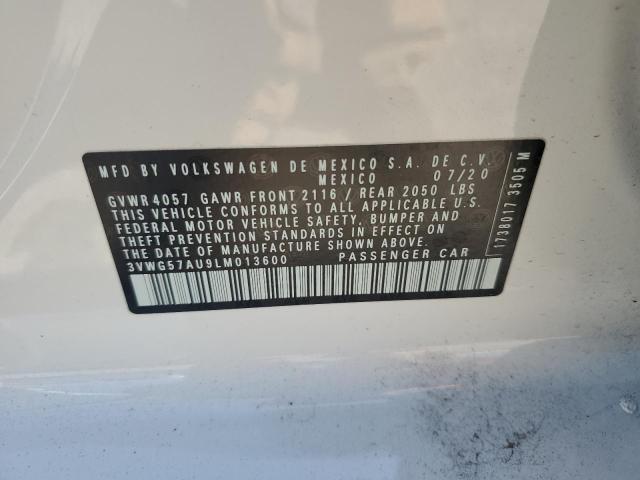 MFD BY VOLKSWAGEN DE MEXICO S.A. DE C.V.
MEXICO 07/20
GVWR4057 GAWR FRONT 2116 / REAR 2050 LBS
THIS VEHICLE CONFORMS TO ALL APPLICABLE U.S.
FEDERAL MOTOR VEHICLE SAFETY, BUMPER AND
THEFT PREVENTION STANDARDS IN EFFECT ON
THE DATE OF MANUFACTURE SHOWN ABOVE
3VWG57AU9LM013600 PASSENGER CAR
1738017 3505 M